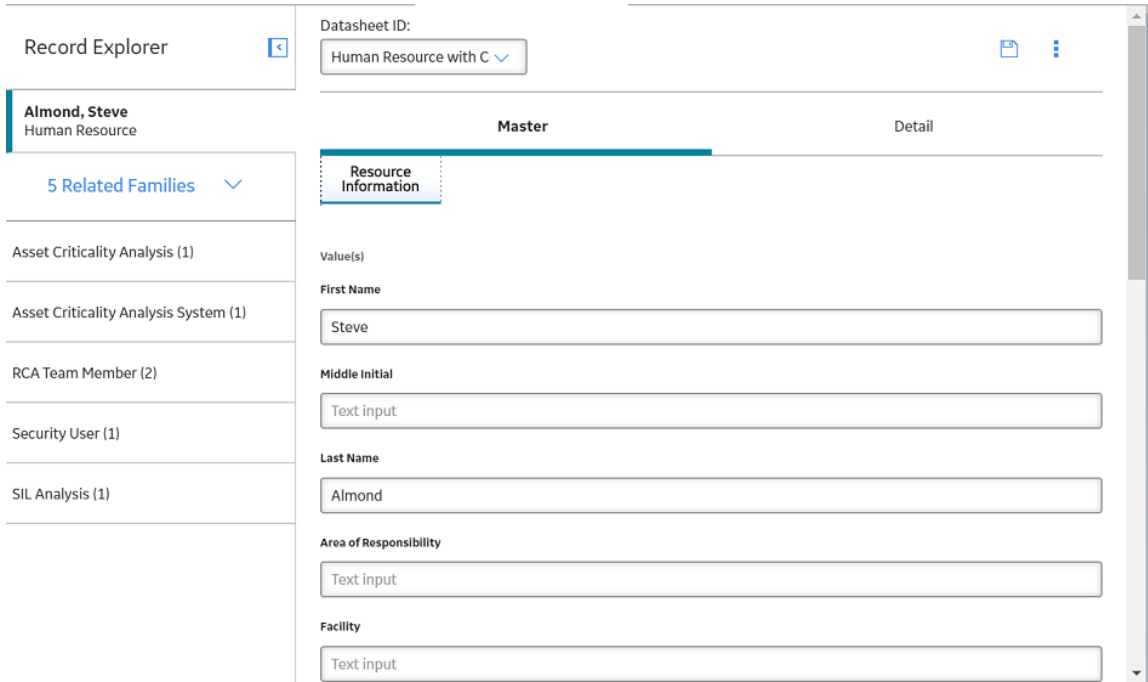 Record Explorer
Almond, Steve
Human Resource
5 Related Families
Asset Criticality Analysis (1)
Asset Criticality Analysis System (1)
RCA Team Member (2)
Security User (1)
SIL Analysis (1)
Datasheet ID:
Human Resource with C
Master
Detail
Resource
Information
Value(s)
First Name
Steve
Middle Initial
Text input
Last Name
Almond
Area of Responsibility
Text input
Facility
Text input